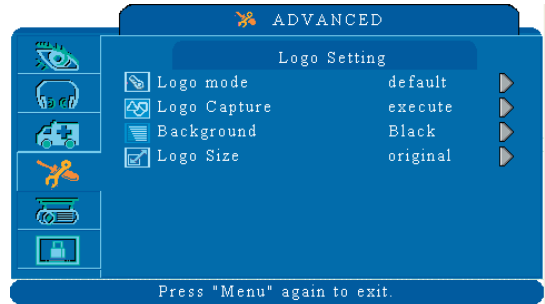 ADVANCED
Logo Setting
Logo mode default
Logo Capture execute
Background Black
Logo Size original
Press "Menu" again to exit.